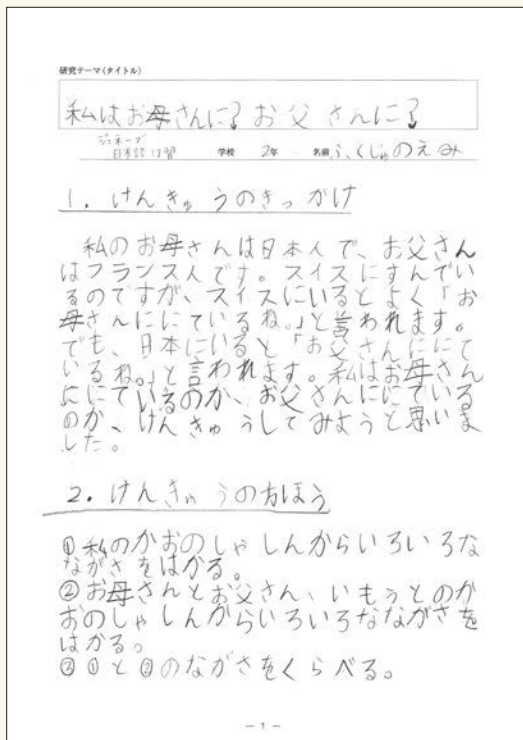 研究テーマ(タイトル)
私はお母さんに?お父さんに?
ジュネーブ
日本語補習 学校 2年 名前 ふくじゅのえみ
1. けんきゅうのきっかけ
私のお母さんは日本人で、お父さん
はフランス人です。スイスにすんでい
るのですが、スイスにいるとよく「お
母さんににているね。」と言われます。
でも、日本にいると「お父さんににて
いるね。」と言われます。私はお母さん
ににているのか、お父さんににている
のか、けんきゅうしてみようと思いま
した。
2. けんきゅうの方ほう
①私のかおのしゃしんからいろいろな
ながさをはかる。
②お母さんとお父さん、いもうとのか
おのしゃしんからいろいろなながさを
はかる。
③①と②のながさをくらべる。
— 1 —